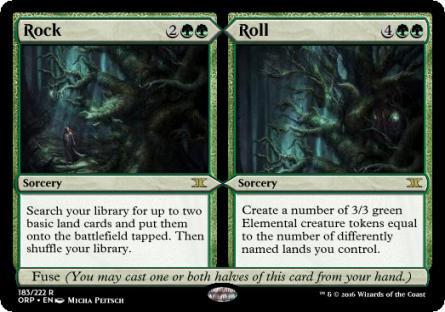 Rock 2
Roll 4
Sorcery
Sorcery
Search your library for up to two
basic land cards and put them
onto the battlefield tapped. Then
shuffle your library.
Create a number of 3/3 green
Elemental creature tokens equal
to the number of differently
named lands you control.
Fuse (You may cast one or both halves of this card from your hand.)
183/222 R
ORP • EN Micha Peitsch
™ & © 2016 Wizards of the Coast